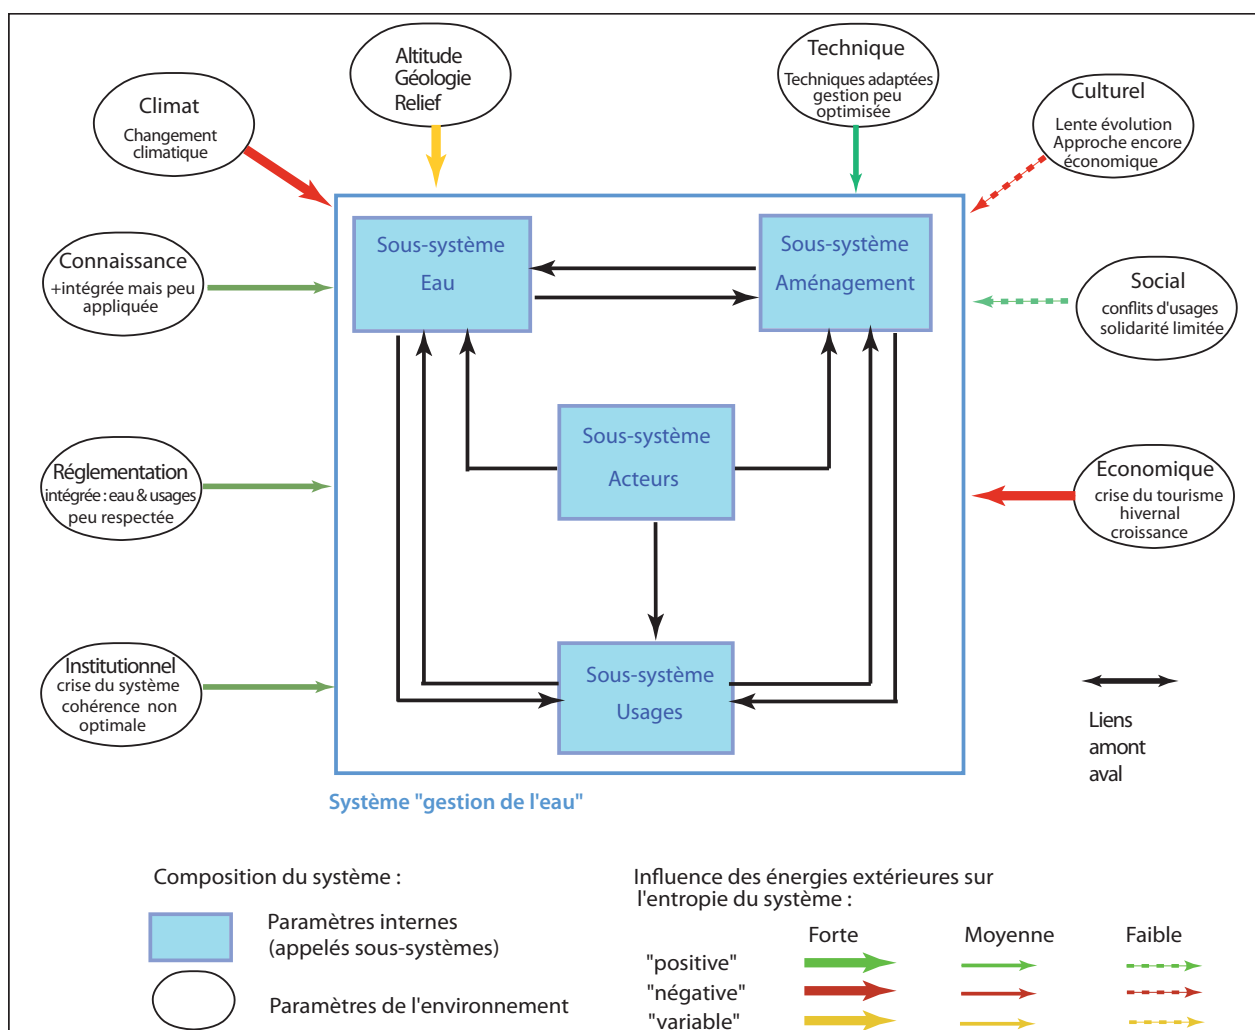 Altitude
Géologie
Relief
Technique
Techniques adaptées
gestion peu
optimisée
Climat
Changement
climatique
Culturel
Lente évolution
Approche encore
économique
Sous-système
Eau
Sous-système
Aménagement
Connaissance
+intégrée mais peu
appliquée
Social
conflits d'usages
solidarité limitée
Sous-système
Acteurs
Réglementation
intégrée : eau & usages
peu respectée
Economique
crise du tourisme
hivernal
croissance
Institutionnel
crise du système
cohérence non
optimale
Sous-système
Usages
Liens
amont
aval
Système "gestion de l'eau"
Composition du système :
Paramètres internes
(appelés sous-systèmes)
Paramètres de l'environnement
Influence des énergies extérieures sur
l'entropie du système :
Forte Moyenne Faible
"positive"
"négative"
"variable"